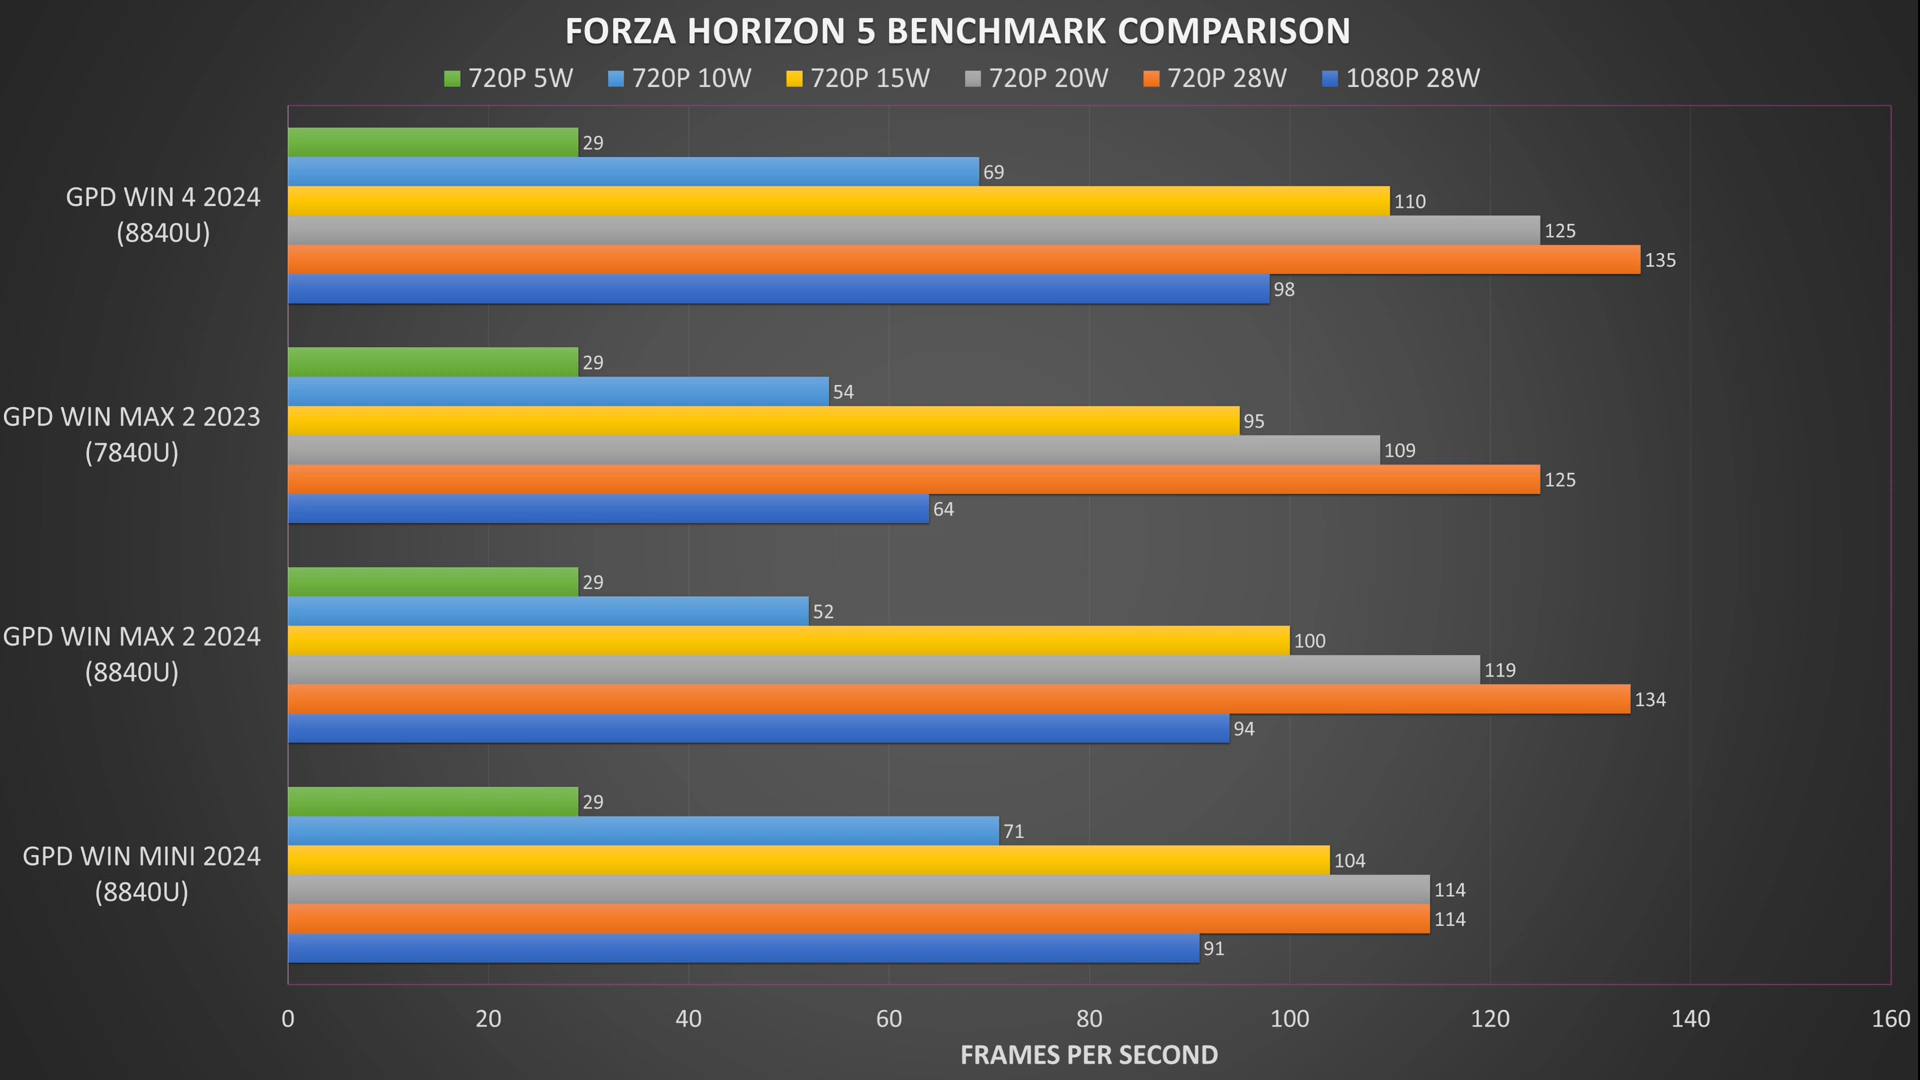 FORZA HORIZON 5 BENCHMARK COMPARISON
720P 5W 720P 10W 720P 15W 720P 20W 720P 28W 1080P 28W
GPD WIN 4 2024
(8840U)
29
69
110
125
135
98
GPD WIN MAX 2 2023
(7840U)
29
54
95
109
125
64
GPD WIN MAX 2 2024
(8840U)
29
52
100
119
134
94
GPD WIN MINI 2024
(8840U)
29
71
104
114
114
91
0 20 40 60 80 100 120 140 160
FRAMES PER SECOND